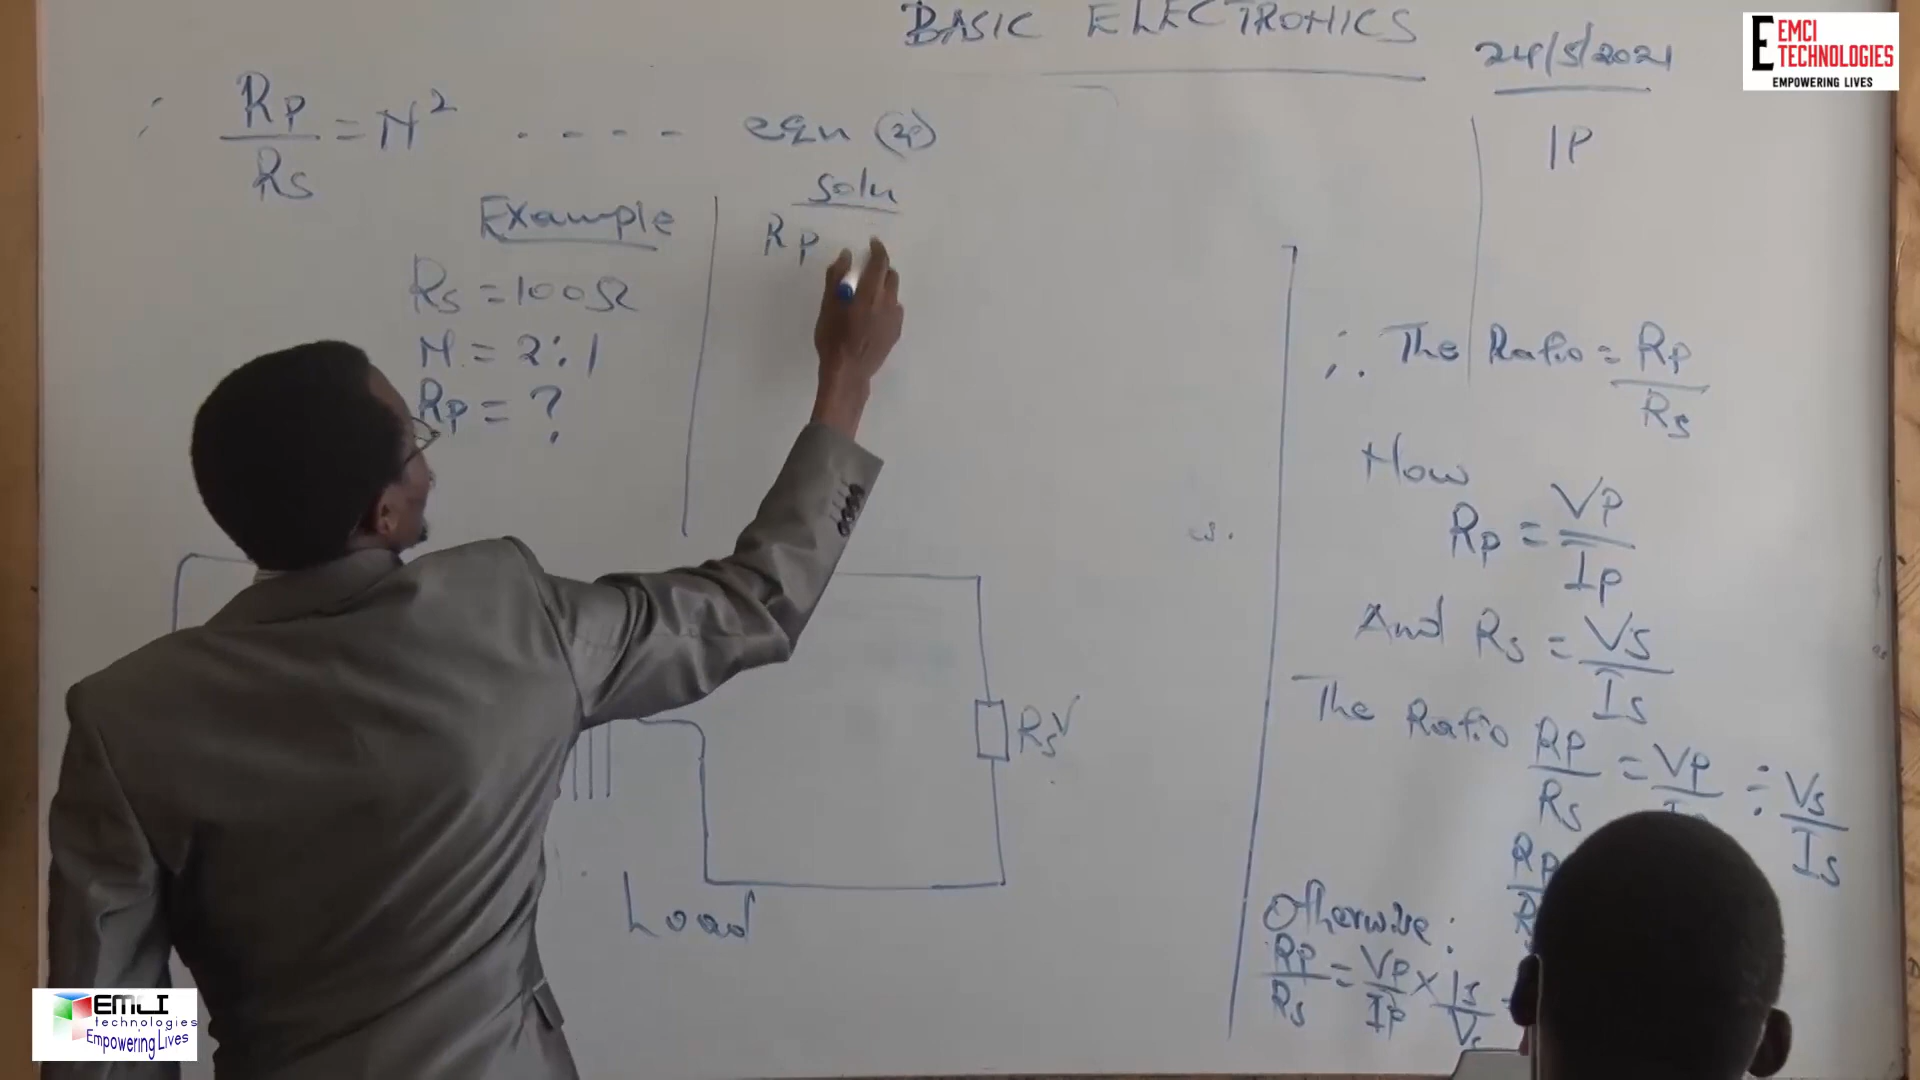 BASIC ELECTRONICS
24/5/2021
EMCI
TECHNOLOGIES
EMPOWERING LIVES
∴ Rp/Rs = N² - - - - eqn
1P
Example
Rs = 100Ω
N = 2:1
Rp = ?
Soln
Rp
∴ The Ratio = Rp/Rs
Now
Rp = Vp/Ip
And Rs = Vs/Is
The Ratio Rp/Rs = Vp/ ÷ Vs/Is
Rp
Otherwise:
Rp/Rs = Vp/Ip × Is/Vs
Rs
Load
EMCI
technologies
Empowering Lives